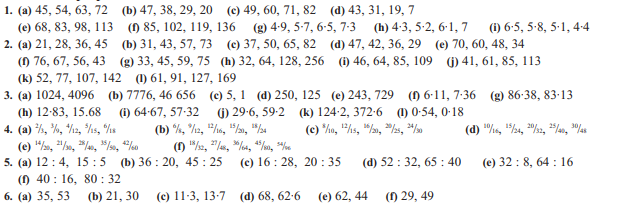 1. (a) 45, 54, 63, 72 (b) 47, 38, 29, 20 (c) 49, 60, 71, 82 (d) 43, 31, 19, 7
(e) 68, 83, 98, 113 (f) 85, 102, 119, 136 (g) 4·9, 5·7, 6·5, 7·3 (h) 4·3, 5·2, 6·1, 7 (i) 6·5, 5·8, 5·1, 4·4
2. (a) 21, 28, 36, 45 (b) 31, 43, 57, 73 (c) 37, 50, 65, 82 (d) 47, 42, 36, 29 (e) 70, 60, 48, 34
(f) 76, 67, 56, 43 (g) 33, 45, 59, 75 (h) 32, 64, 128, 256 (i) 46, 64, 85, 109 (j) 41, 61, 85, 113
(k) 52, 77, 107, 142 (l) 61, 91, 127, 169
3. (a) 1024, 4096 (b) 7776, 46 656 (c) 5, 1 (d) 250, 125 (e) 243, 729 (f) 6·11, 7·36 (g) 86·38, 83·13
(h) 12·83, 15.68 (i) 64·67, 57·32 (j) 29·6, 59·2 (k) 124·2, 372·6 (l) 0·54, 0·18
4. (a) 3/9, 4/12, 5/15, 6/18 (b) 6/8, 9/12, 12/16, 15/20, 18/24 (c) 8/10, 12/15, 16/20, 20/25, 24/30 (d) 10/16, 15/24, 20/32, 25/40, 30/48
(e) 14/20, 21/30, 28/40, 35/50, 42/60 (f) 18/32, 27/48, 36/64, 45/80, 54/96
5. (a) 12 : 4, 15 : 5 (b) 36 : 20, 45 : 25 (c) 16 : 28, 20 : 35 (d) 52 : 32, 65 : 40 (e) 32 : 8, 64 : 16
(f) 40 : 16, 80 : 32
6. (a) 35, 53 (b) 21, 30 (c) 11·3, 13·7 (d) 68, 62·6 (e) 62, 44 (f) 29, 49